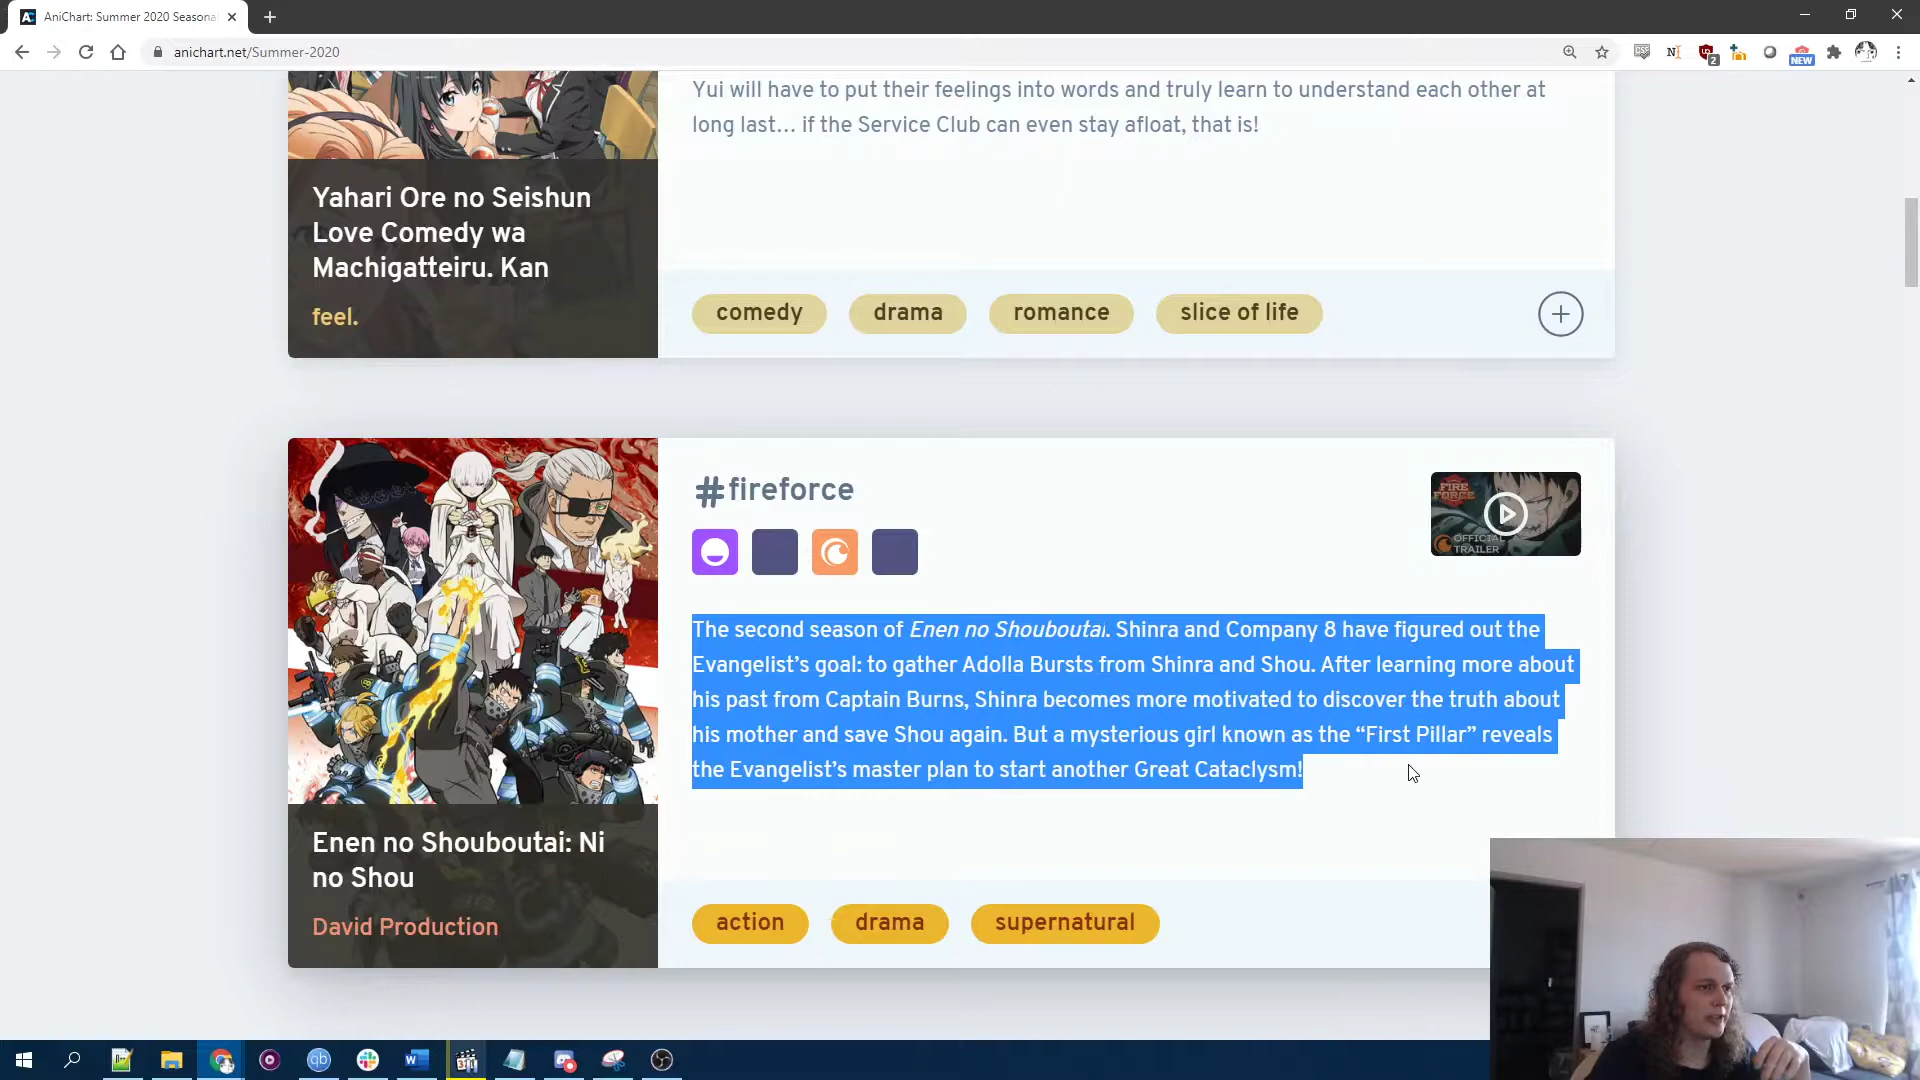 AniChart: Summer 2020 Seasona
anichart.net/Summer-2020
2
NEW
Yui will have to put their feelings into words and truly learn to understand each other at
long last… if the Service Club can even stay afloat, that is!
Yahari Ore no Seishun
Love Comedy wa
Machigatteiru. Kan
feel.
comedy
drama
romance
slice of life
#fireforce
FIRE
FORCE
OFFICIAL
TRAILER
The second season of Enen no Shouboutai. Shinra and Company 8 have figured out the
Evangelist’s goal: to gather Adolla Bursts from Shinra and Shou. After learning more about
his past from Captain Burns, Shinra becomes more motivated to discover the truth about
his mother and save Shou again. But a mysterious girl known as the “First Pillar” reveals
the Evangelist’s master plan to start another Great Cataclysm!
Enen no Shouboutai: Ni
no Shou
David Production
action
drama
supernatural